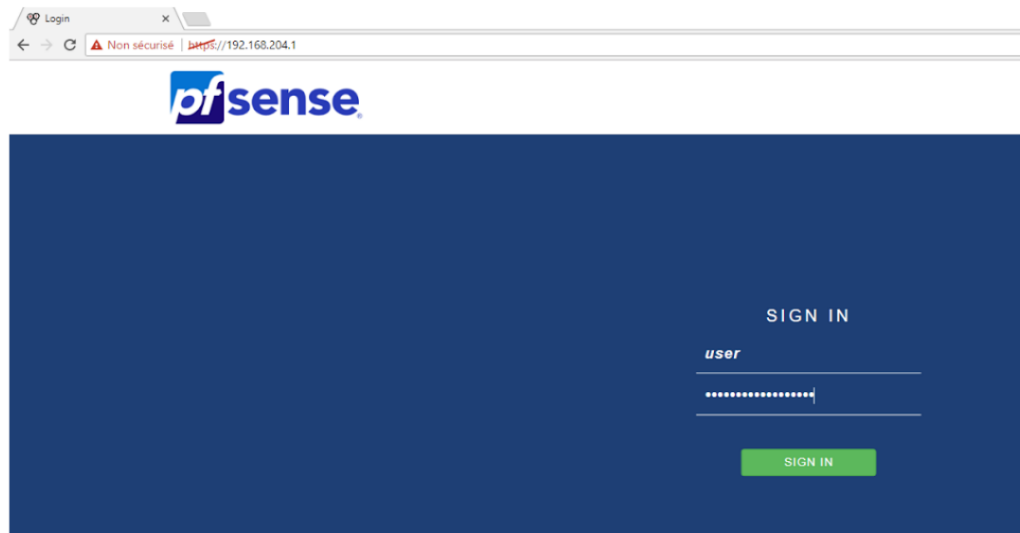 Login
Non sécurisé | https://192.168.204.1
pfsense®
SIGN IN
user
••••••••••••••••••
SIGN IN